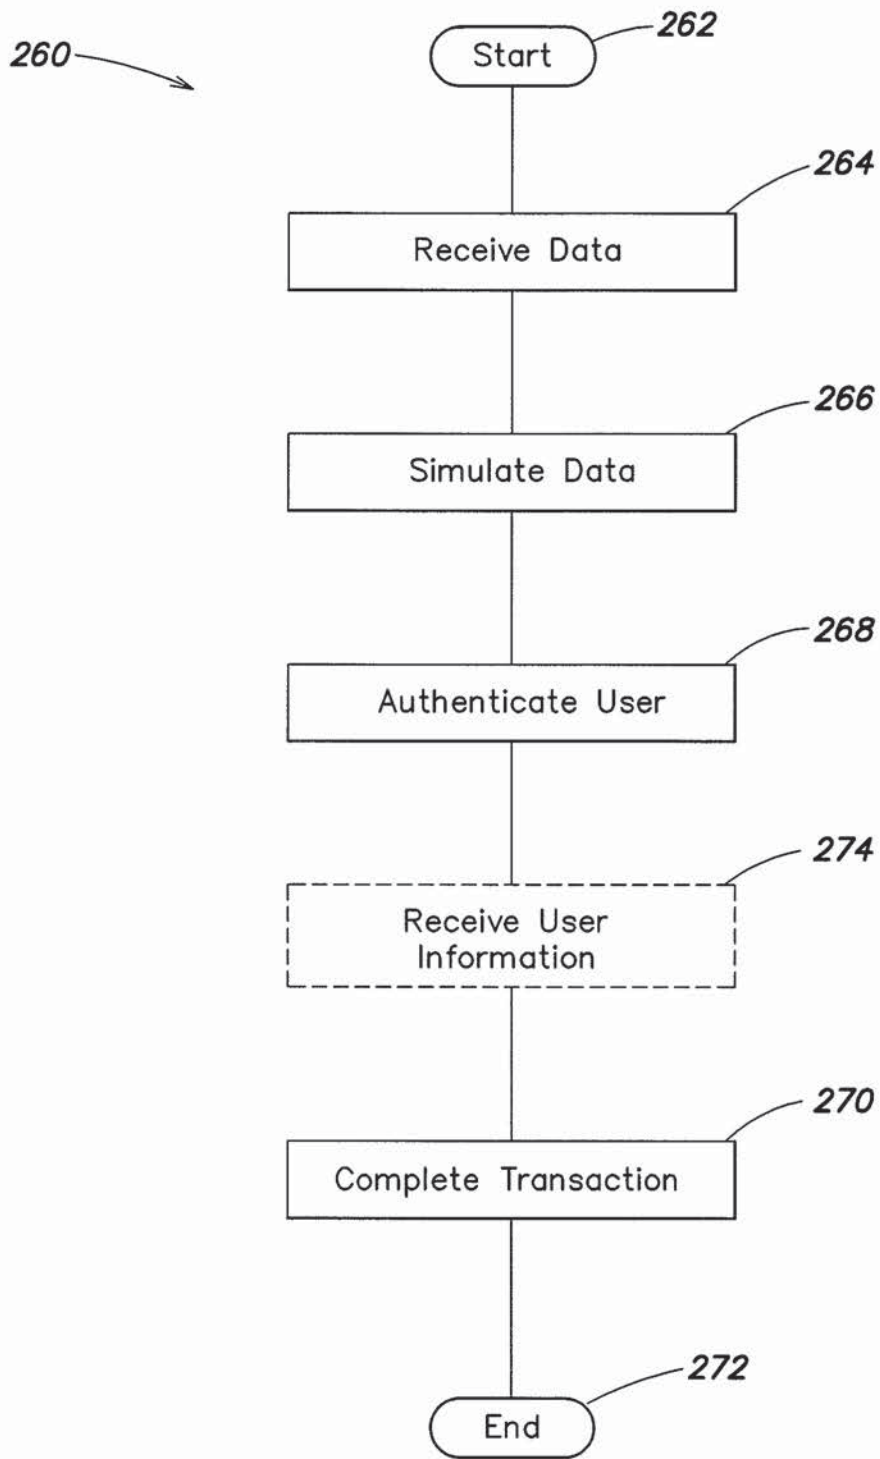 260
262
Start
264
Receive Data
266
Simulate Data
268
Authenticate User
274
Receive User
Information
270
Complete Transaction
272
End